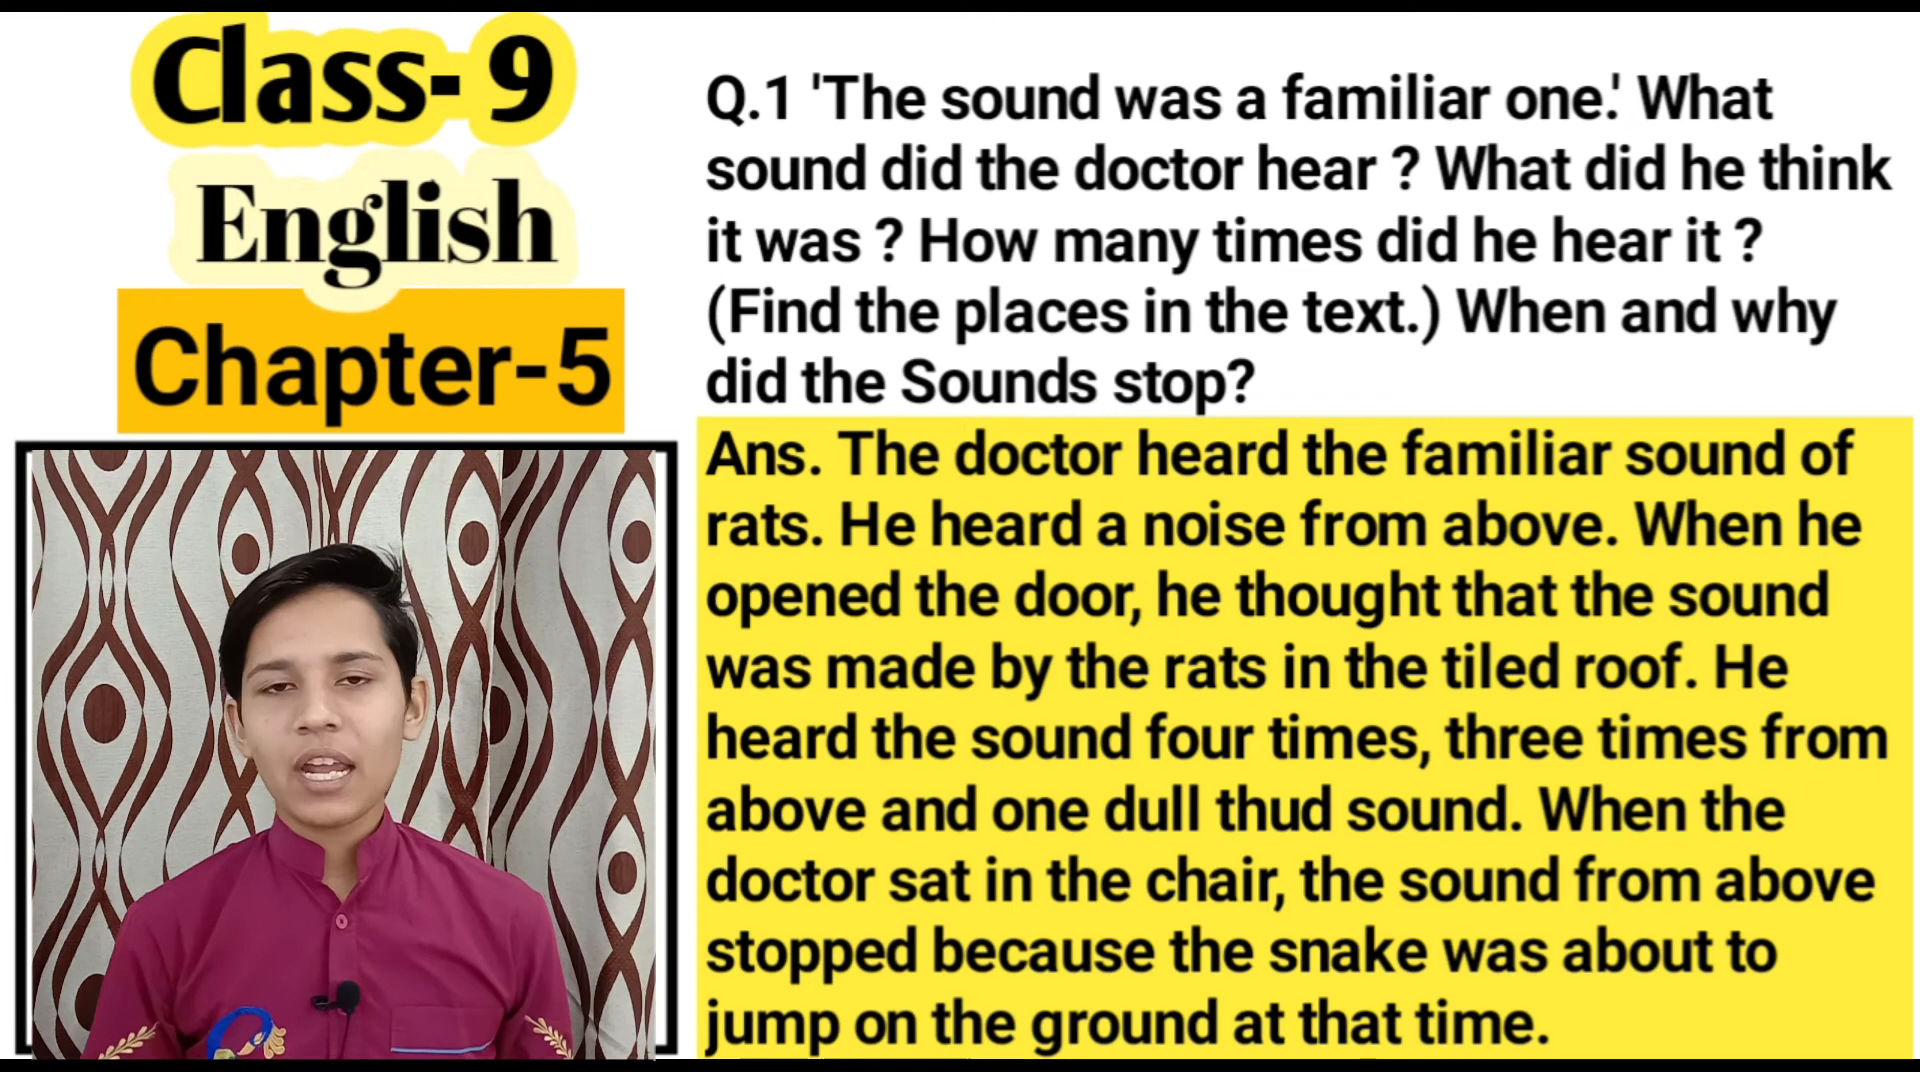 Class- 9
English
Chapter-5
Q.1 'The sound was a familiar one.' What
sound did the doctor hear ? What did he think
it was ? How many times did he hear it ?
(Find the places in the text.) When and why
did the Sounds stop?
Ans. The doctor heard the familiar sound of
rats. He heard a noise from above. When he
opened the door, he thought that the sound
was made by the rats in the tiled roof. He
heard the sound four times, three times from
above and one dull thud sound. When the
doctor sat in the chair, the sound from above
stopped because the snake was about to
jump on the ground at that time.